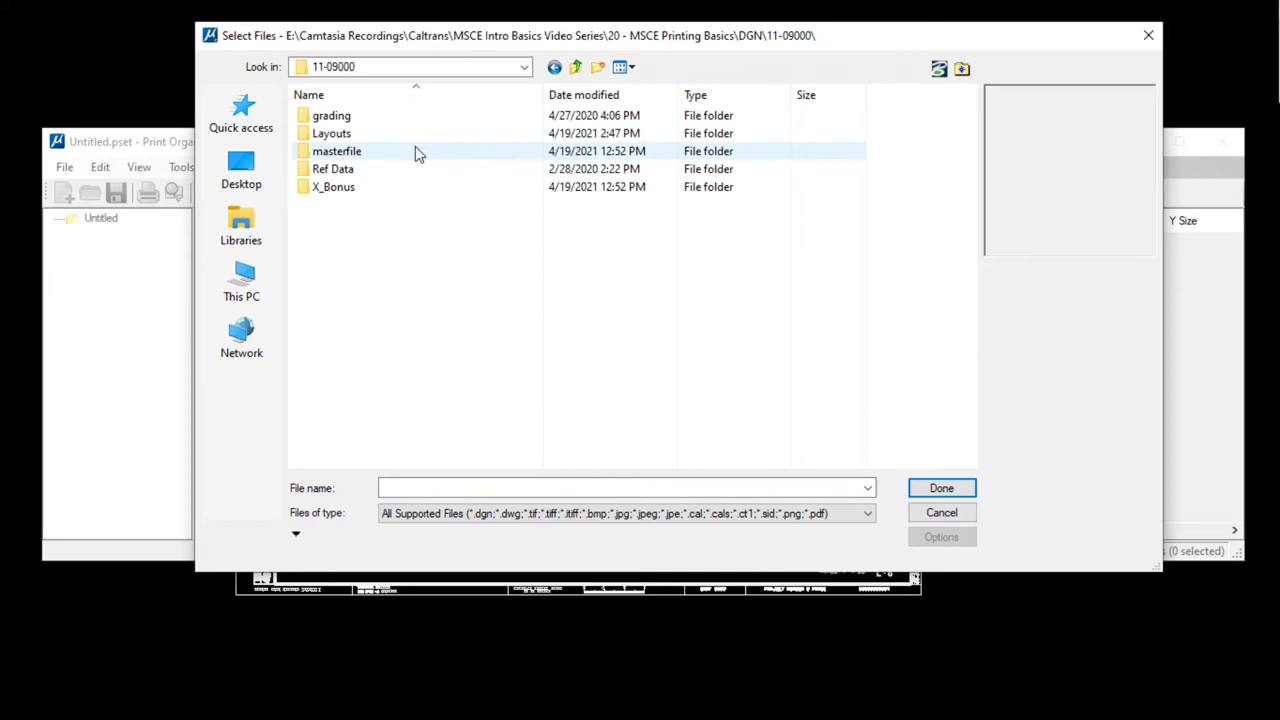 Select Files - E:\Camtasia Recordings\Caltrans\MSCE Intro Basics Video Series\20 - MSCE Printing Basics\DGN\11-09000\
Look in: 11-09000
Name Date modified Type Size
Quick access
grading 4/27/2020 4:06 PM File folder
Layouts 4/19/2021 2:47 PM File folder
masterfile 4/19/2021 12:52 PM File folder
Ref Data 2/28/2020 2:22 PM File folder
X_Bonus 4/19/2021 12:52 PM File folder
Desktop
Libraries
This PC
Network
File name: Done
Files of type: All Supported Files (*.dgn;*.dwg;*.tif;*.tiff;*.itiff;*.bmp;*.jpg;*.jpeg;*.jpe;*.cal;*.cals;*.ct1;*.sid;*.png;*.pdf) Cancel
Options
Untitled.pset - Print Orga
File Edit View Tools
Untitled
Y Size
(0 selected)